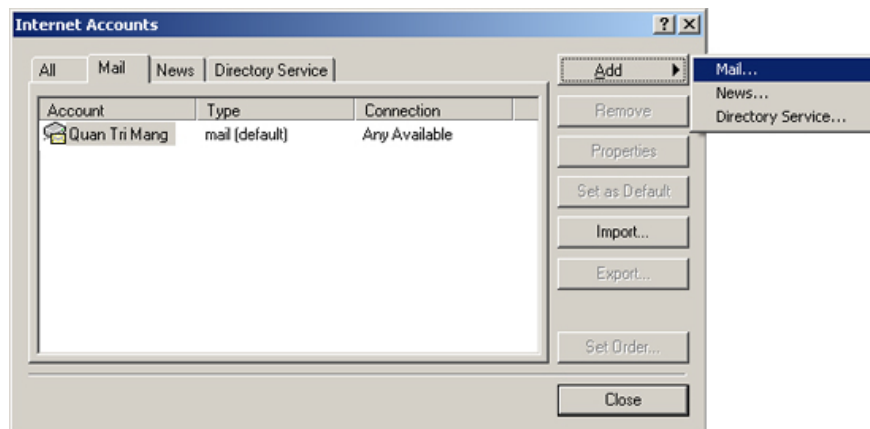 Internet Accounts
All Mail News Directory Service
Add
Mail...
News...
Directory Service...
Account Type Connection
Quan Tri Mang mail (default) Any Available
Remove
Properties
Set as Default
Import...
Export...
Set Order...
Close